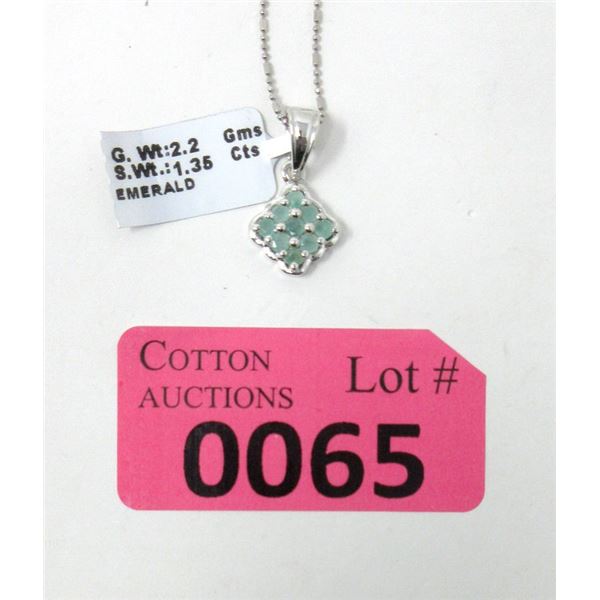 G. Wt:2.2 Gms
S.Wt.:1.35 Cts
EMERALD
COTTON AUCTIONS
Lot #
0065